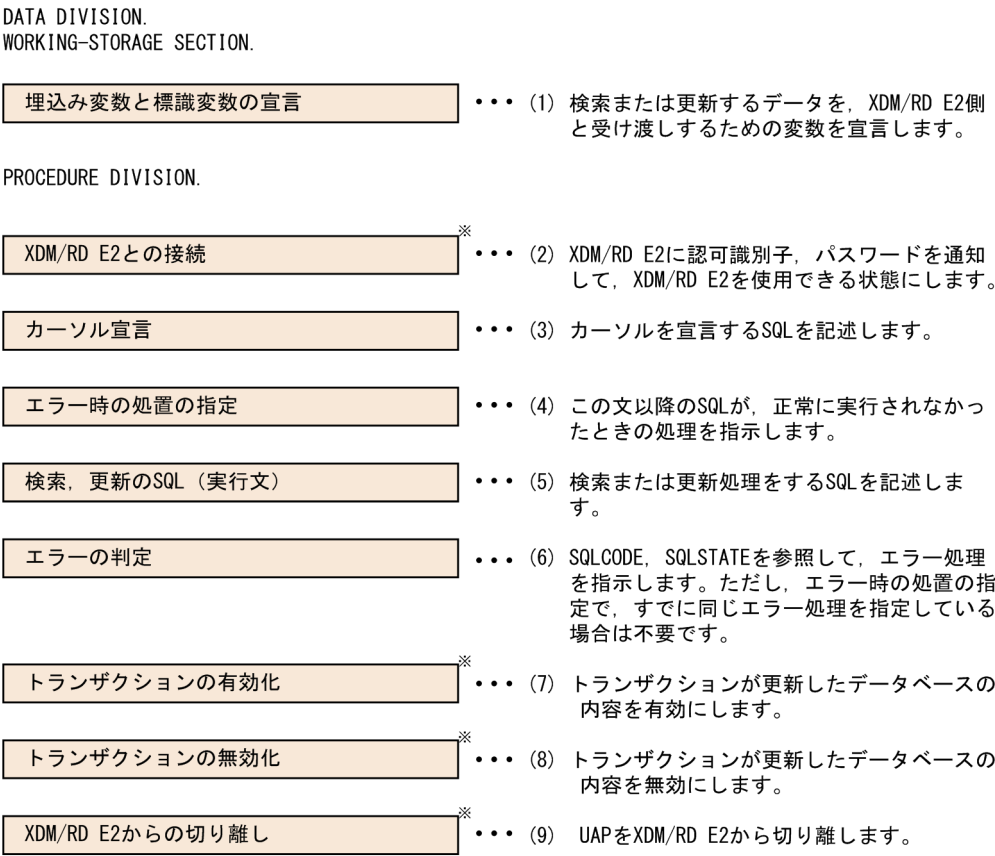 DATA DIVISION.
WORKING-STORAGE SECTION.
埋込み変数と標識変数の宣言 ・・・ (1) 検索または更新するデータを，XDM/RD E2側
と受け渡しするための変数を宣言します。
PROCEDURE DIVISION.
※
XDM/RD E2との接続 ・・・ (2) XDM/RD E2に認可識別子，パスワードを通知
して，XDM/RD E2を使用できる状態にします。
カーソル宣言 ・・・ (3) カーソルを宣言するSQLを記述します。
エラー時の処置の指定 ・・・ (4) この文以降のSQLが，正常に実行されなかっ
たときの処理を指示します。
検索，更新のSQL（実行文） ・・・ (5) 検索または更新処理をするSQLを記述しま
す。
エラーの判定 ・・・ (6) SQLCODE，SQLSTATEを参照して，エラー処理
を指示します。ただし，エラー時の処置の指
定で，すでに同じエラー処理を指定している
場合は不要です。
※
トランザクションの有効化 ・・・ (7) トランザクションが更新したデータベースの
内容を有効にします。
※
トランザクションの無効化 ・・・ (8) トランザクションが更新したデータベースの
内容を無効にします。
※
XDM/RD E2からの切り離し ・・・ (9) UAPをXDM/RD E2から切り離します。